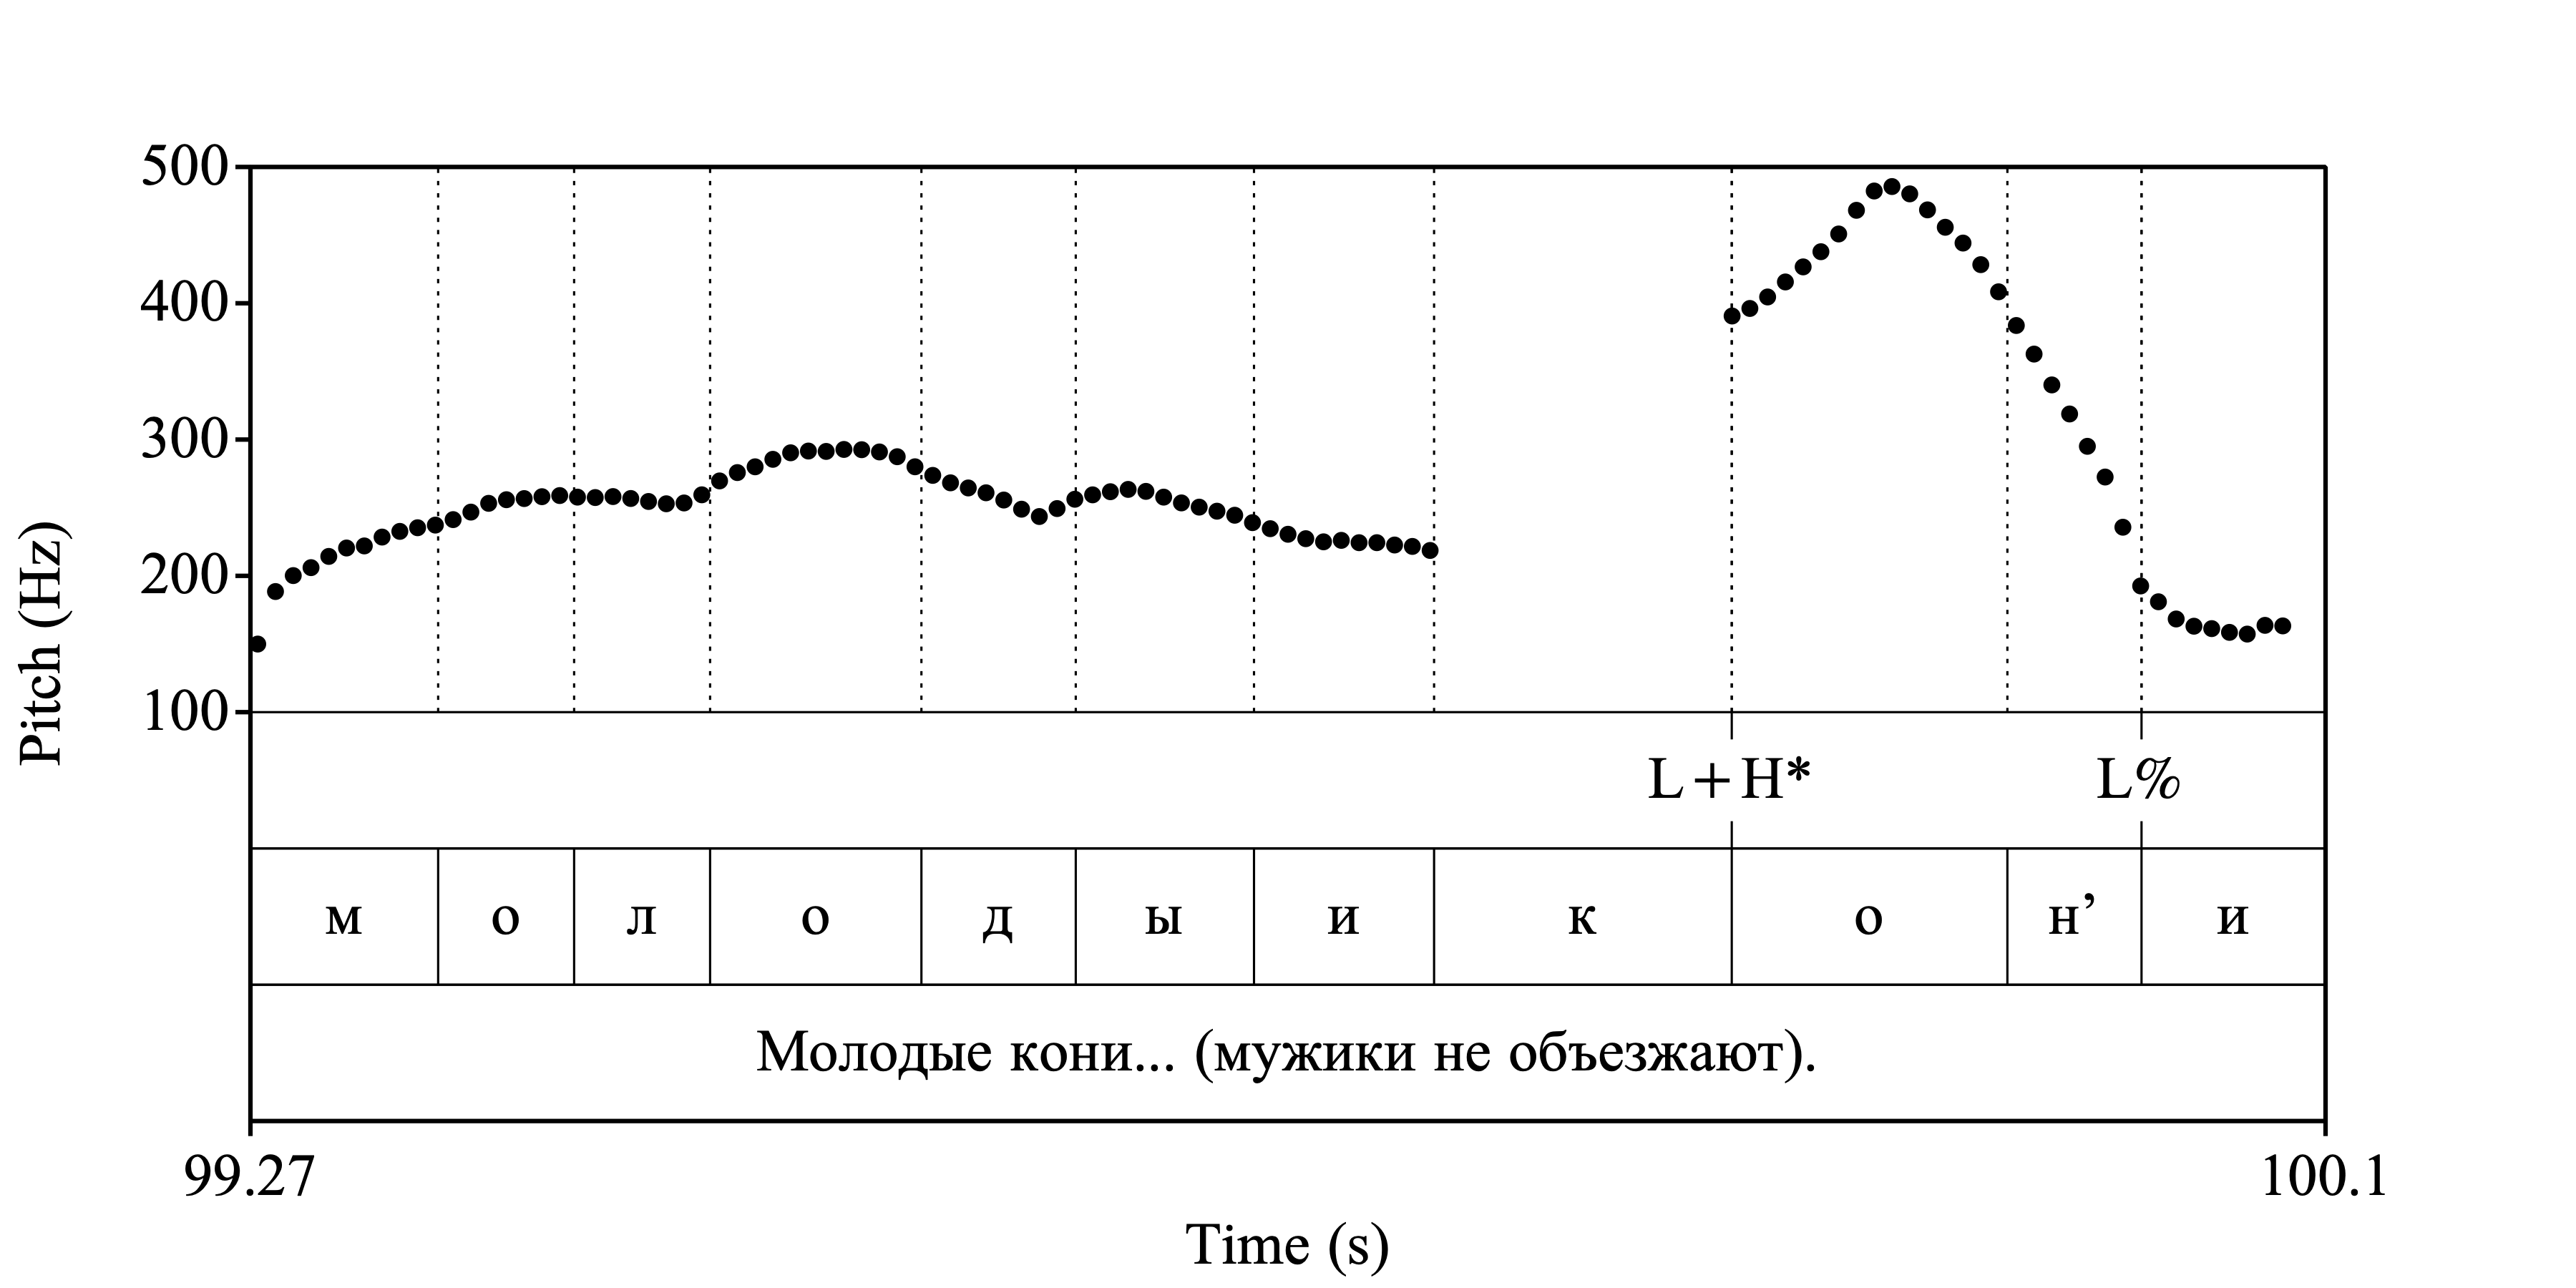 500
400
300
200
100
Pitch (Hz)
L+H* L%
м о л о д ы и к о н’ и
Молодые кони... (мужики не объезжают).
99.27 100.1
Time (s)